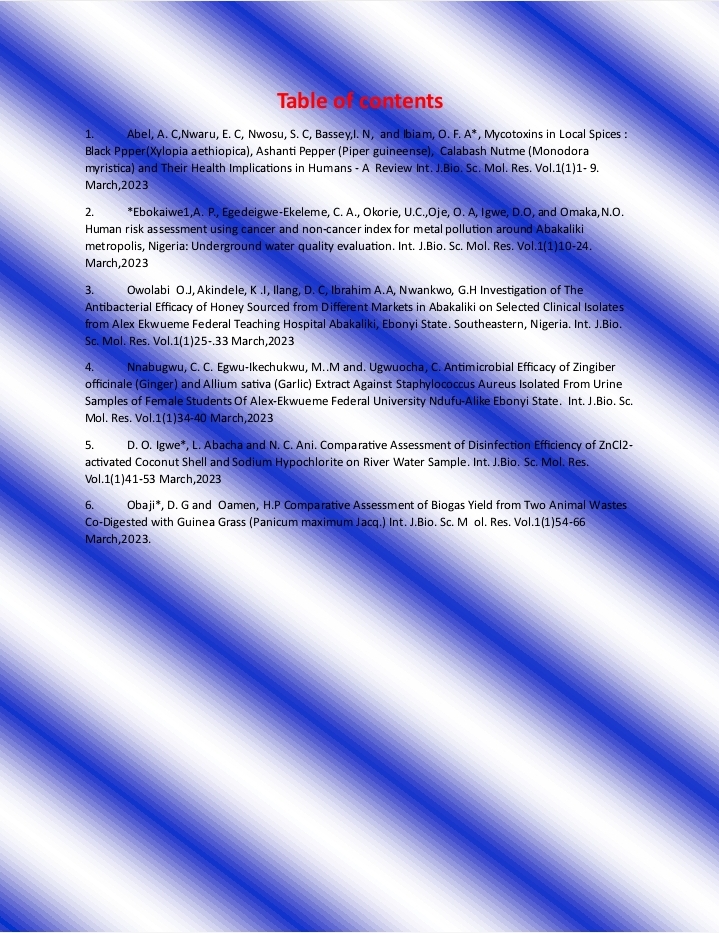 Table of contents
1. Abel, A. C,Nwaru, E. C, Nwosu, S. C, Bassey,I. N, and Ibiam, O. F. A*, Mycotoxins in Local Spices :
Black Ppper(Xylopia aethiopica), Ashanti Pepper (Piper guineense), Calabash Nutme (Monodora
myristica) and Their Health Implications in Humans - A Review Int. J.Bio. Sc. Mol. Res. Vol.1(1)1- 9.
March,2023
2. *Ebokaiwe1,A. P., Egedeigwe-Ekeleme, C. A., Okorie, U.C.,Oje, O. A, Igwe, D.O, and Omaka,N.O.
Human risk assessment using cancer and non-cancer index for metal pollution around Abakaliki
metropolis, Nigeria: Underground water quality evaluation. Int. J.Bio. Sc. Mol. Res. Vol.1(1)10-24.
March,2023
3. Owolabi O.J, Akindele, K .I, Ilang, D. C, Ibrahim A.A, Nwankwo, G.H Investigation of The
Antibacterial Efficacy of Honey Sourced from Different Markets in Abakaliki on Selected Clinical Isolates
from Alex Ekwueme Federal Teaching Hospital Abakaliki, Ebonyi State. Southeastern, Nigeria. Int. J.Bio.
Sc. Mol. Res. Vol.1(1)25-.33 March,2023
4. Nnabugwu, C. C. Egwu-Ikechukwu, M. .M and. Ugwuocha, C. Antimicrobial Efficacy of Zingiber
officinale (Ginger) and Allium sativa (Garlic) Extract Against Staphylococcus Aureus Isolated From Urine
Samples of Female Students Of Alex-Ekwueme Federal University Ndufu-Alike Ebonyi State. Int. J.Bio. Sc.
Mol. Res. Vol.1(1)34-40 March,2023
5. D. O. Igwe*, L. Abacha and N. C. Ani. Comparative Assessment of Disinfection Efficiency of ZnCl2-
activated Coconut Shell and Sodium Hypochlorite on River Water Sample. Int. J.Bio. Sc. Mol. Res.
Vol.1(1)41-53 March,2023
6. Obaji*, D. G and Oamen, H.P Comparative Assessment of Biogas Yield from Two Animal Wastes
Co-Digested with Guinea Grass (Panicum maximum Jacq.) Int. J.Bio. Sc. M ol. Res. Vol.1(1)54-66
March,2023.